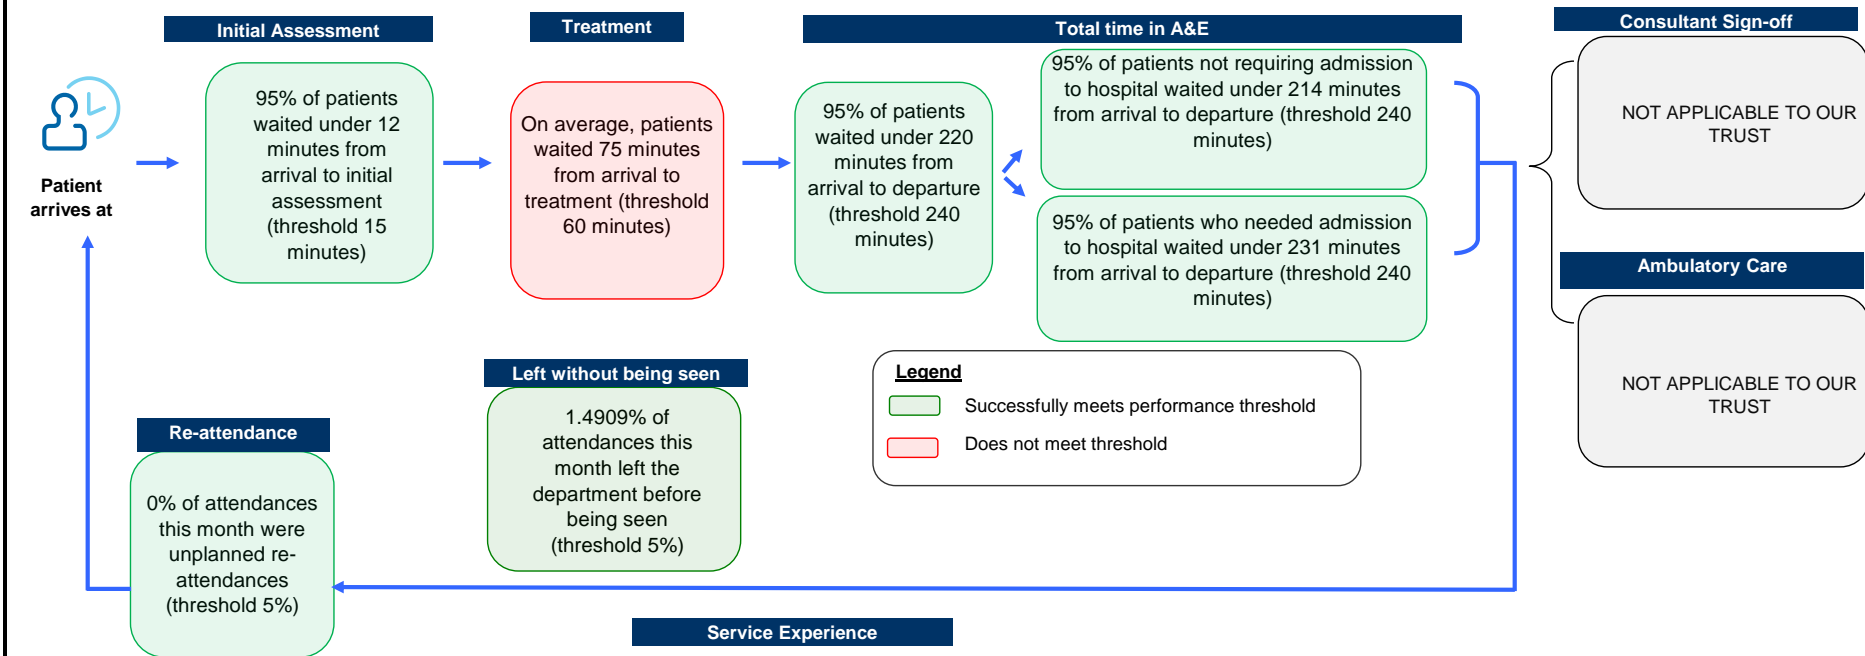 Initial Assessment
Treatment
Total time in A&E
Consultant Sign-off
Patient
arrives at
95% of patients
waited under 12
minutes from
arrival to initial
assessment
(threshold 15
minutes)
On average, patients
waited 75 minutes
from arrival to
treatment (threshold
60 minutes)
95% of patients
waited under 220
minutes from
arrival to departure
(threshold 240
minutes)
95% of patients not requiring admission
to hospital waited under 214 minutes
from arrival to departure (threshold 240
minutes)
95% of patients who needed admission
to hospital waited under 231 minutes
from arrival to departure (threshold 240
minutes)
NOT APPLICABLE TO OUR
TRUST
Ambulatory Care
NOT APPLICABLE TO OUR
TRUST
Left without being seen
1.4909% of
attendances this
month left the
department before
being seen
(threshold 5%)
Legend
Successfully meets performance threshold
Does not meet threshold
Re-attendance
0% of attendances
this month were
unplanned re-
attendances
(threshold 5%)
Service Experience